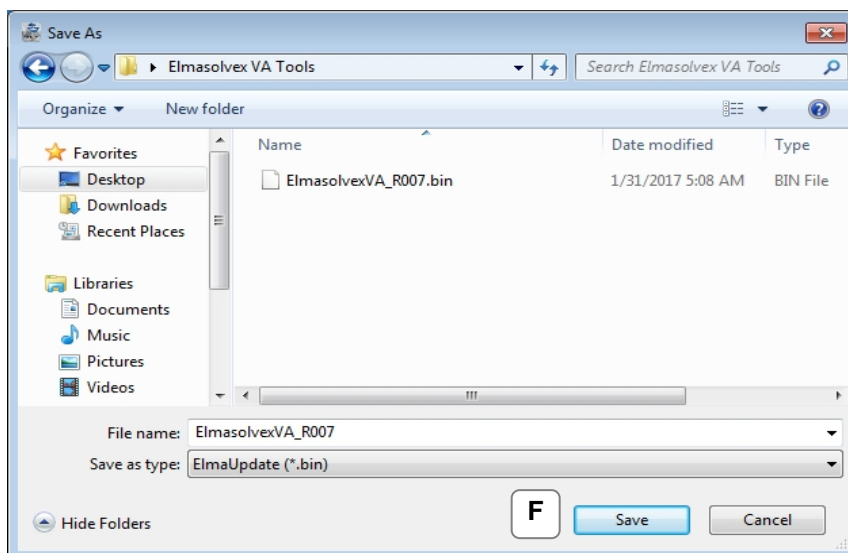 Save As
Elmasolvex VA Tools
Search Elmasolvex VA Tools
Organize
New folder
Favorites
Desktop
Downloads
Recent Places
Libraries
Documents
Music
Pictures
Videos
Name
Date modified
Type
ElmasolvexVA_R007.bin
1/31/2017 5:08 AM
BIN File
File name: ElmasolvexVA_R007
Save as type: ElmaUpdate (*.bin)
Hide Folders
F
Save
Cancel